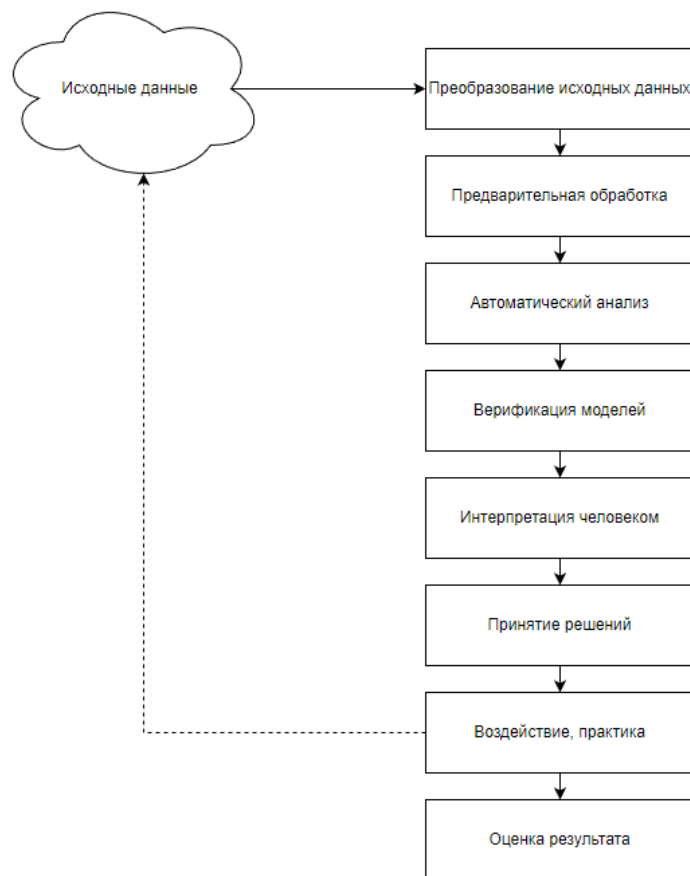 Исходные данные
Преобразование исходных данных
Предварительная обработка
Автоматический анализ
Верификация моделей
Интерпретация человеком
Принятие решений
Воздействие, практика
Оценка результата